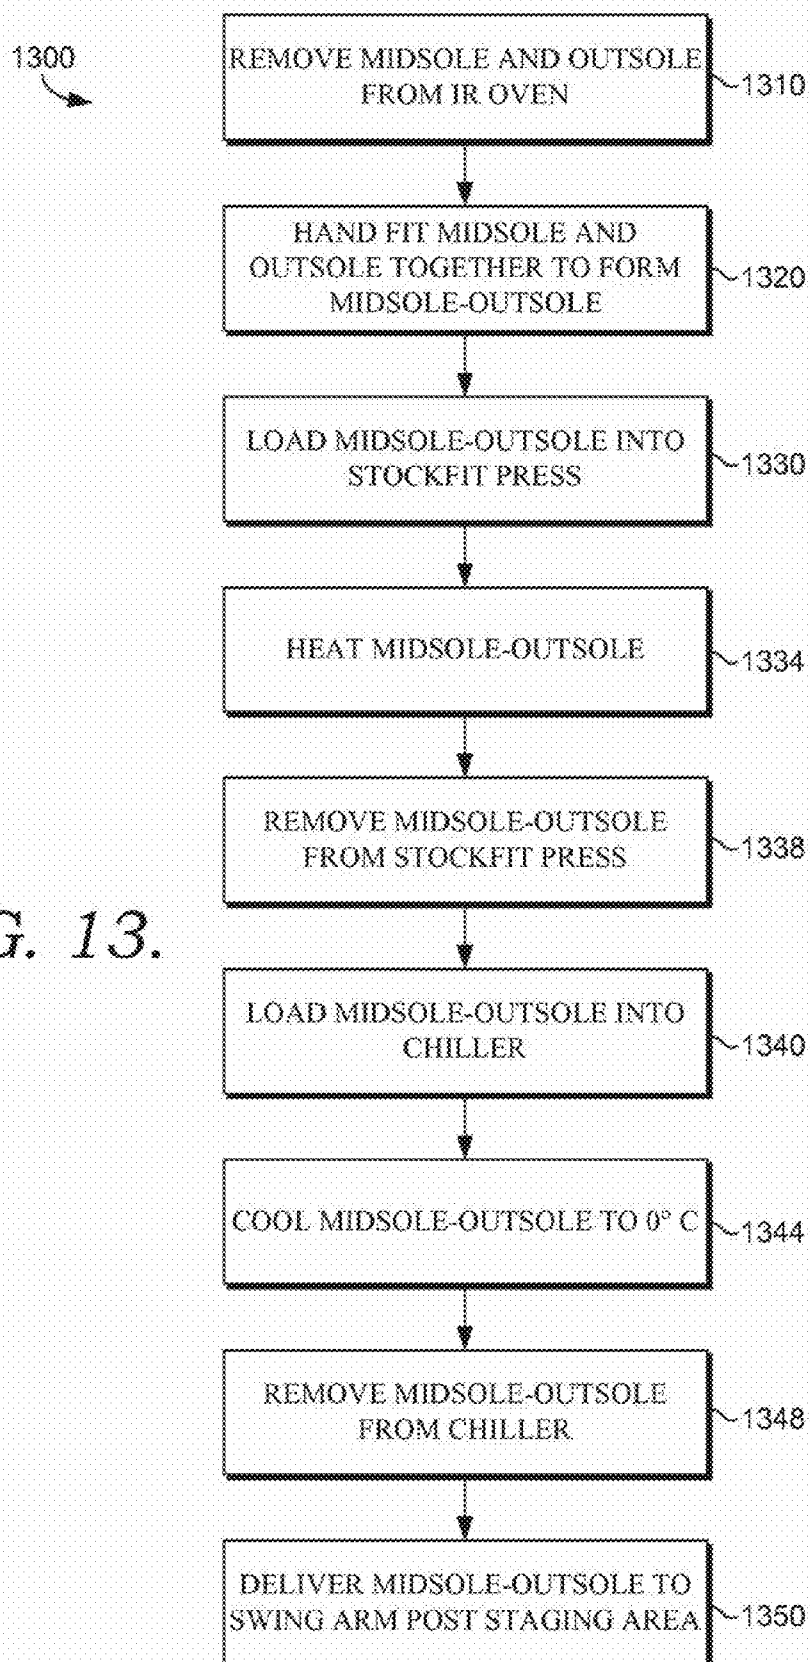 1300
REMOVE MIDSOLE AND OUTSOLE
FROM IR OVEN
1310
HAND FIT MIDSOLE AND
OUTSOLE TOGETHER TO FORM
MIDSOLE-OUTSOLE
1320
LOAD MIDSOLE-OUTSOLE INTO
STOCKFIT PRESS
1330
HEAT MIDSOLE-OUTSOLE
1334
REMOVE MIDSOLE-OUTSOLE
FROM STOCKFIT PRESS
1338
G. 13.
LOAD MIDSOLE-OUTSOLE INTO
CHILLER
1340
COOL MIDSOLE-OUTSOLE TO 0° C
1344
REMOVE MIDSOLE-OUTSOLE
FROM CHILLER
1348
DELIVER MIDSOLE-OUTSOLE TO
SWING ARM POST STAGING AREA
1350